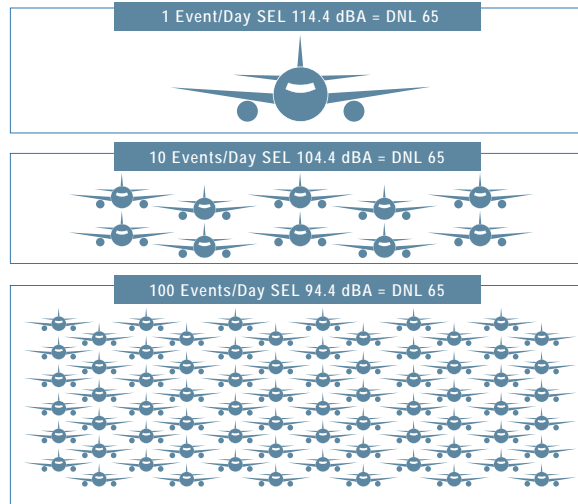 1 Event/Day SEL 114.4 dBA = DNL 65
10 Events/Day SEL 104.4 dBA = DNL 65
100 Events/Day SEL 94.4 dBA = DNL 65